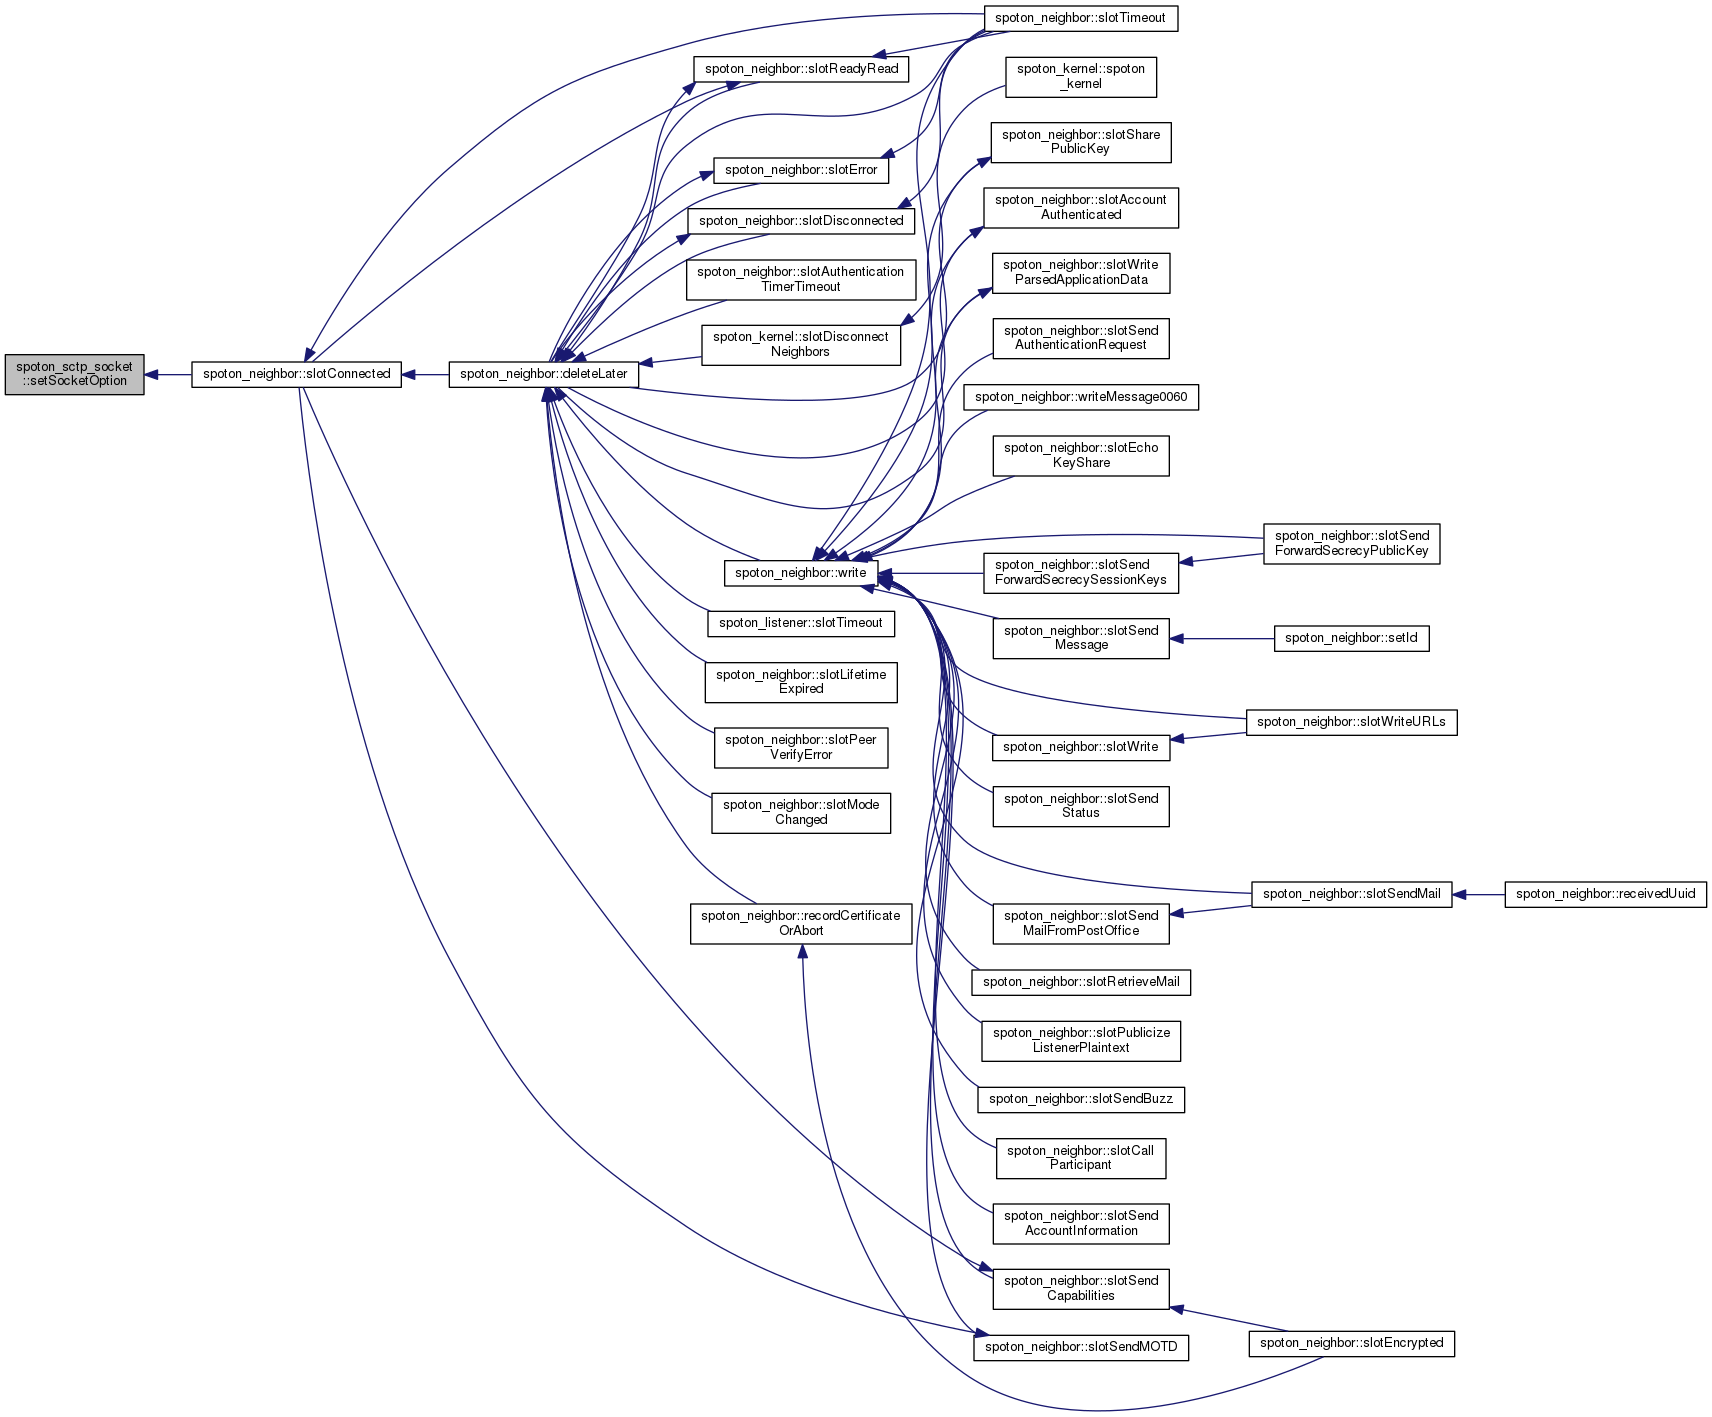 spoton_sctp_socket
::setSocketOption
spoton_neighbor::slotConnected
spoton_neighbor::deleteLater
spoton_neighbor::slotReadyRead
spoton_neighbor::slotError
spoton_neighbor::slotDisconnected
spoton_neighbor::slotAuthentication
TimerTimeout
spoton_kernel::slotDisconnect
Neighbors
spoton_neighbor::write
spoton_listener::slotTimeout
spoton_neighbor::slotLifetime
Expired
spoton_neighbor::slotPeer
VerifyError
spoton_neighbor::slotMode
Changed
spoton_neighbor::recordCertificate
OrAbort
spoton_neighbor::slotTimeout
spoton_kernel::spoton
_kernel
spoton_neighbor::slotShare
PublicKey
spoton_neighbor::slotAccount
Authenticated
spoton_neighbor::slotWrite
ParsedApplicationData
spoton_neighbor::slotSend
AuthenticationRequest
spoton_neighbor::writeMessage0060
spoton_neighbor::slotEcho
KeyShare
spoton_neighbor::slotSend
ForwardSecrecySessionKeys
spoton_neighbor::slotSend
Message
spoton_neighbor::slotWrite
spoton_neighbor::slotSend
Status
spoton_neighbor::slotSend
MailFromPostOffice
spoton_neighbor::slotRetrieveMail
spoton_neighbor::slotPublicize
ListenerPlaintext
spoton_neighbor::slotSendBuzz
spoton_neighbor::slotCall
Participant
spoton_neighbor::slotSend
AccountInformation
spoton_neighbor::slotSend
Capabilities
spoton_neighbor::slotSendMOTD
spoton_neighbor::slotSend
ForwardSecrecyPublicKey
spoton_neighbor::setId
spoton_neighbor::slotWriteURLs
spoton_neighbor::slotSendMail
spoton_neighbor::slotEncrypted
spoton_neighbor::receivedUuid